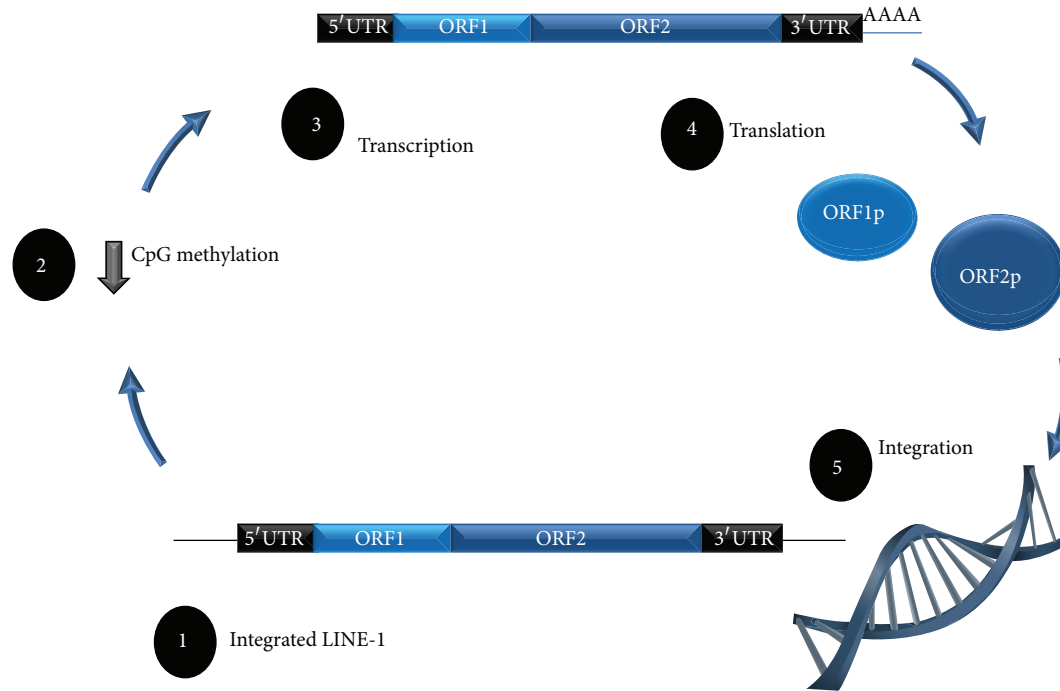 5′UTR ORF1 ORF2 3′UTR AAAA
3 Transcription
4 Translation
ORF1p
ORF2p
2 CpG methylation
5 Integration
5′UTR ORF1 ORF2 3′UTR
1 Integrated LINE-1